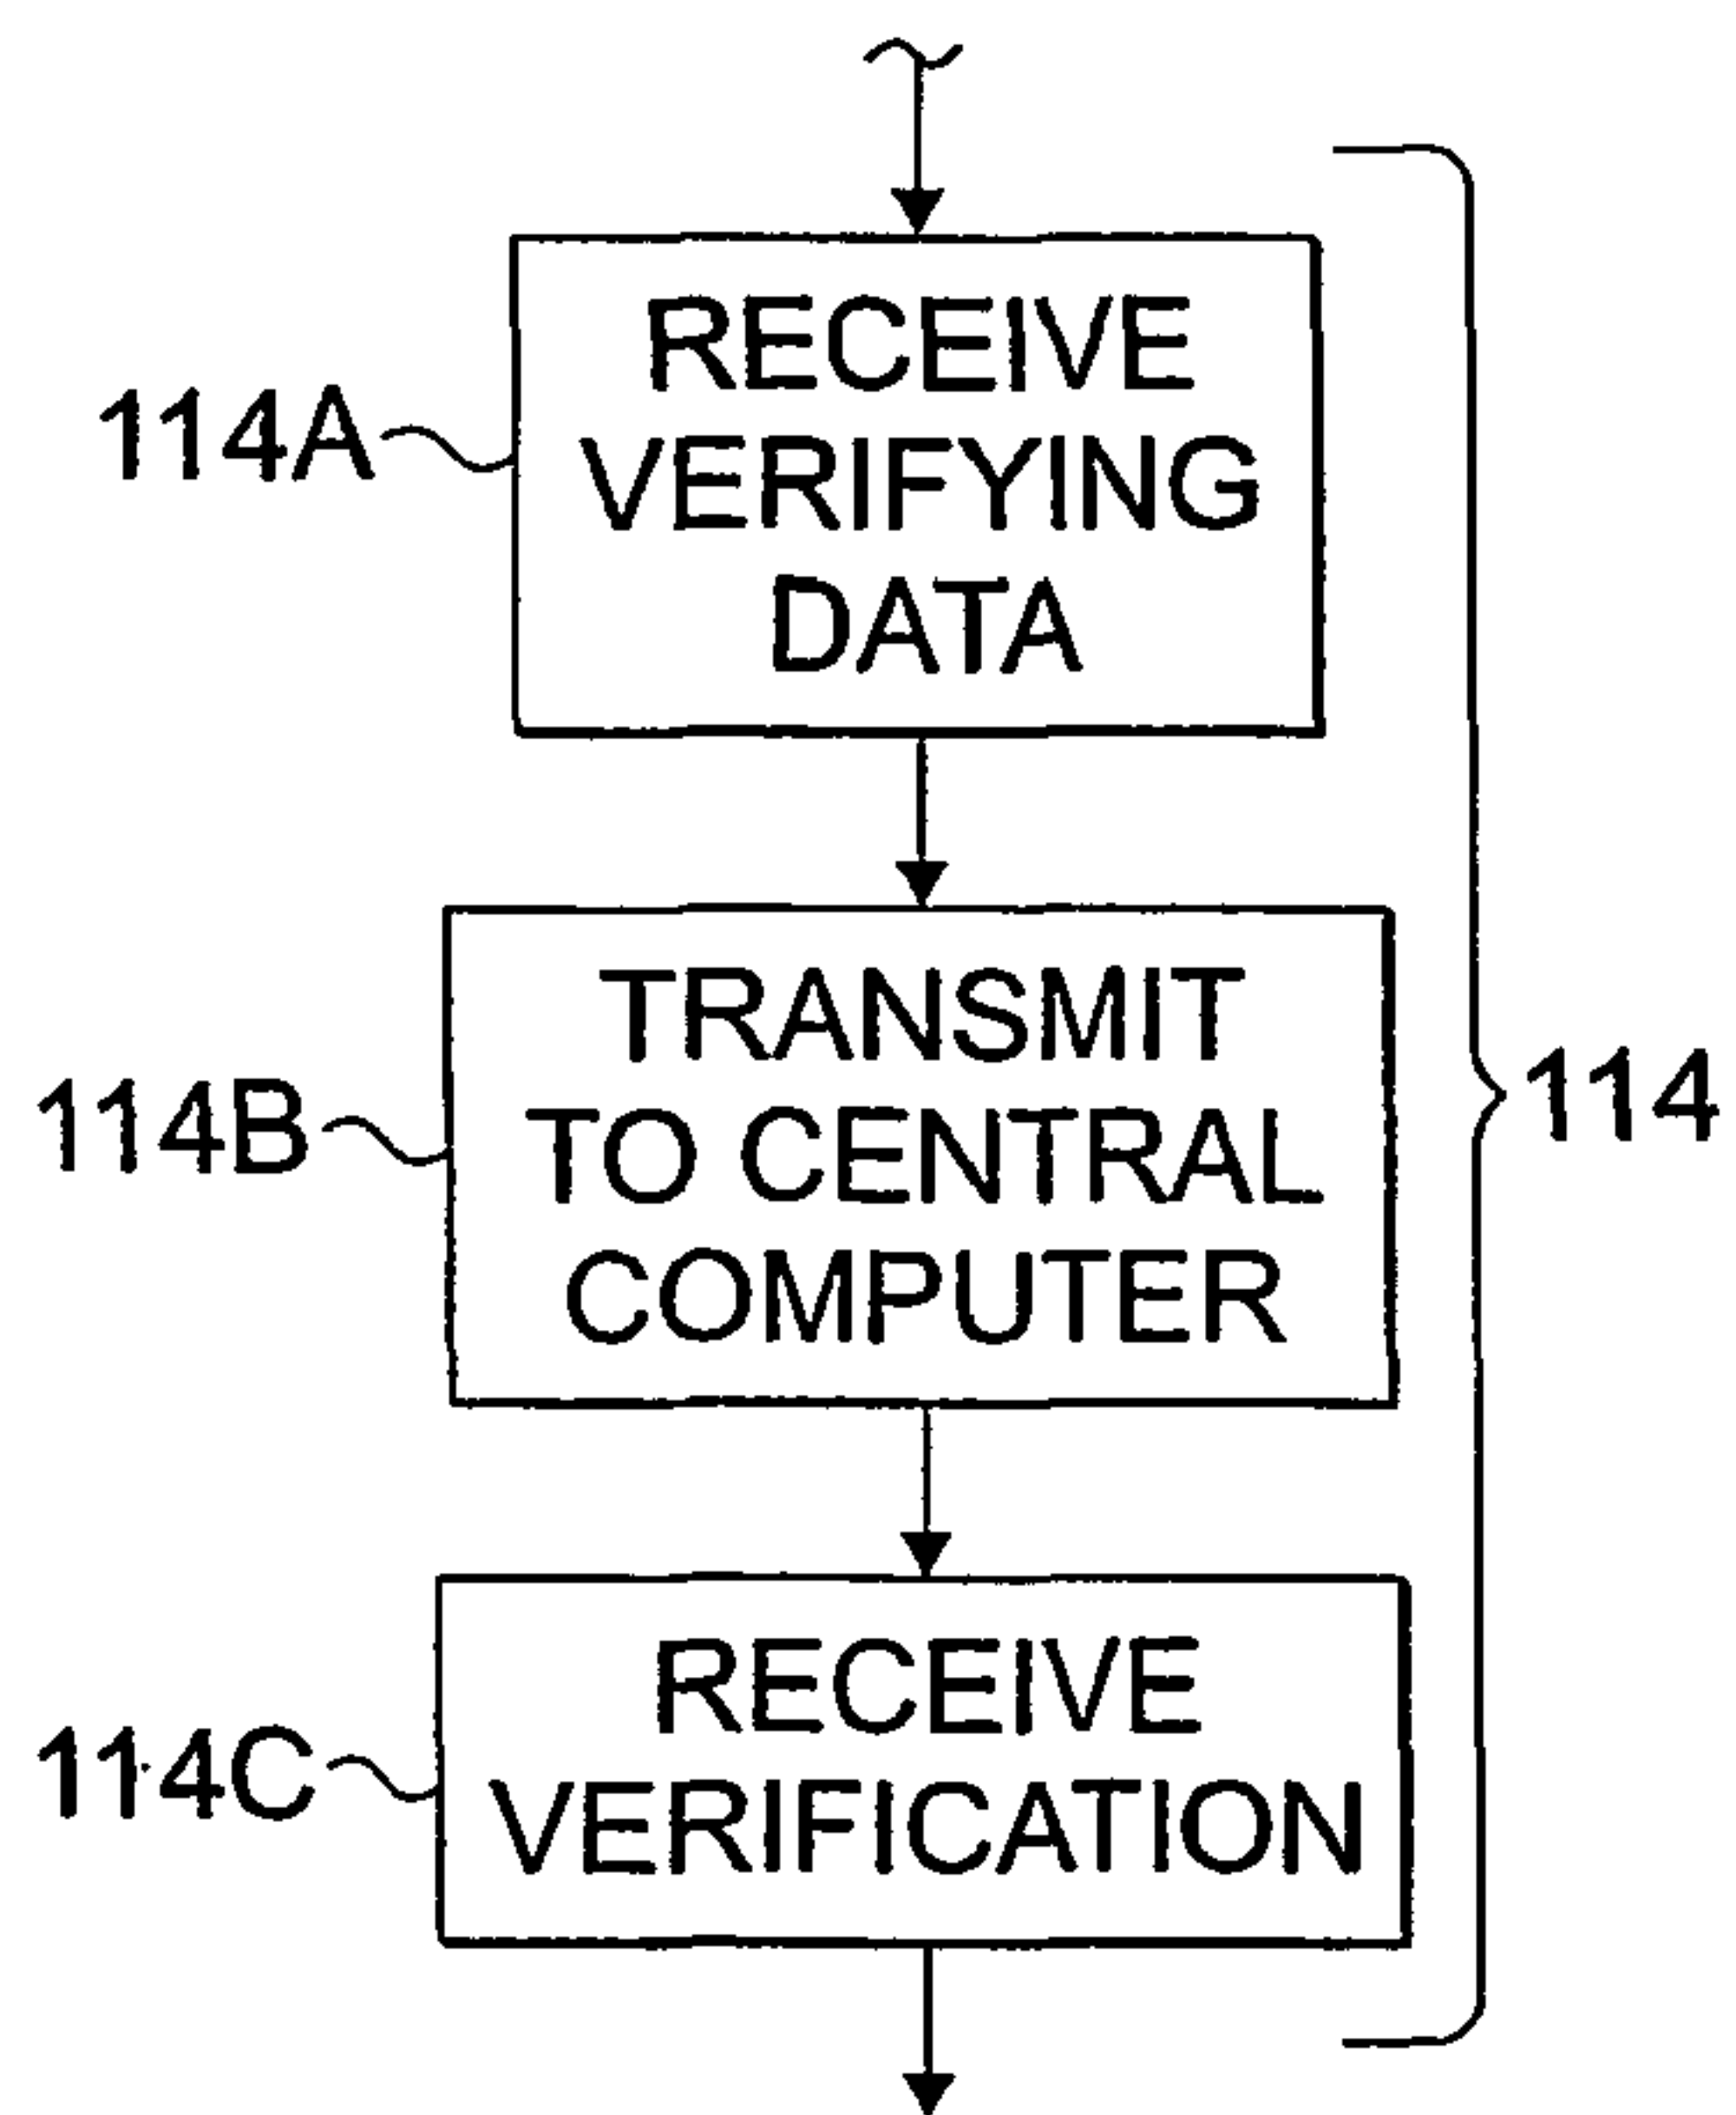 114A
RECEIVE
VERIFYING
DATA
114B
TRANSMIT
TO CENTRAL
COMPUTER
114
114C
RECEIVE
VERIFICATION